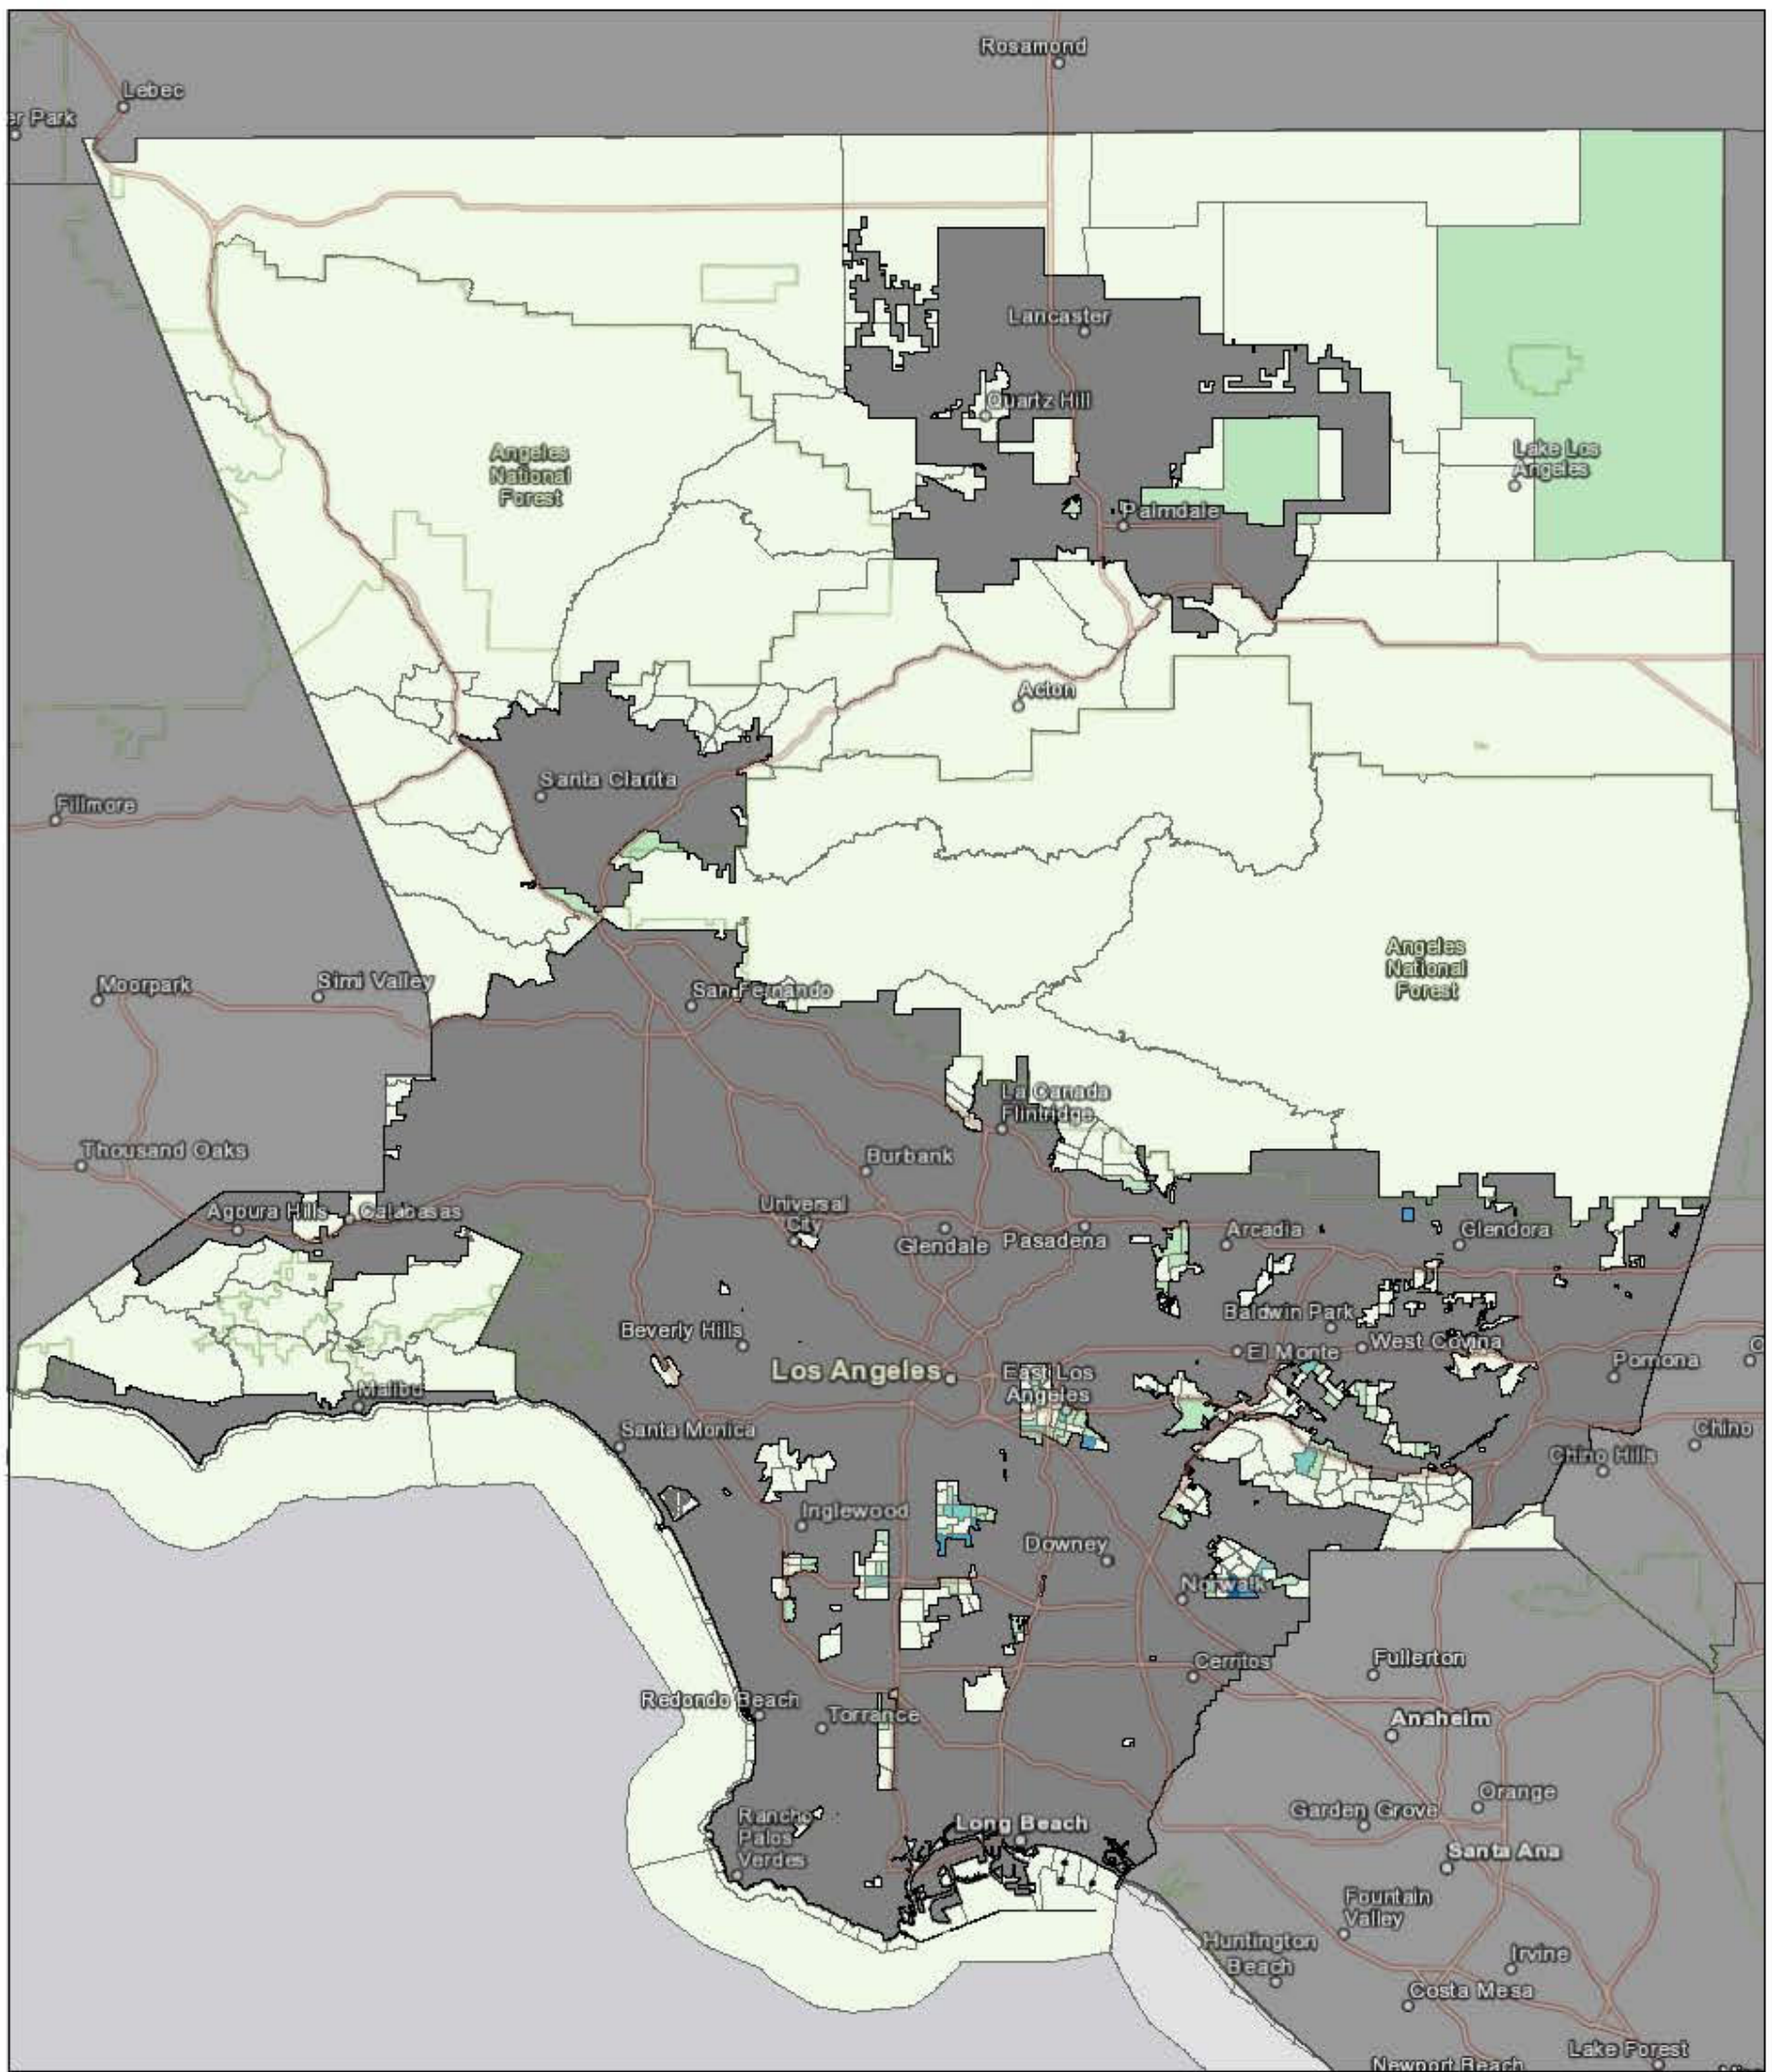 Rosamond
Lebec
er Park
Lancaster
Quartz Hill
Angeles
National
Forest
Lake Los
Angeles
Palmdale
Acton
Santa Clarita
Fillmore
Angeles
National
Forest
Moorpark
Simi Valley
San Fernando
La Canada
Flintridge
Thousand Oaks
Burbank
Agoura Hills
Calabasas
Universal
City
Glendale
Pasadena
Arcadia
Glendora
Baldwin Park
Beverly Hills
El Monte
West Covina
Los Angeles
East Los
Angeles
Pomona
Malibu
Santa Monica
Chino
Chino Hills
Inglewood
Downey
Norwalk
Cerritos
Fullerton
Redondo Beach
Torrance
Anaheim
Orange
Garden Grove
Rancho
Palos
Verdes
Long Beach
Santa Ana
Fountain
Valley
Huntington
Beach
Irvine
Costa Mesa
Lake Forest
Newport Beach